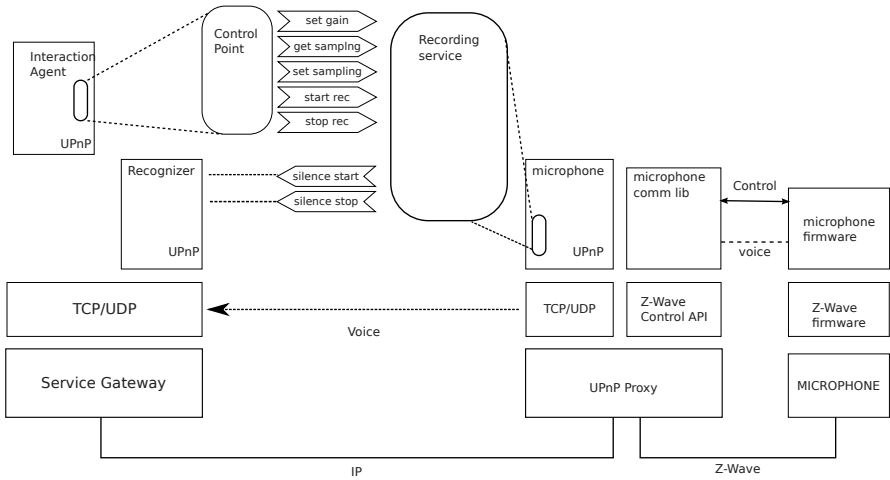 Interaction
Agent
UPnP
Control
Point
set gain
get samplng
set sampling
start rec
stop rec
Recording
service
Recognizer
UPnP
silence start
silence stop
microphone
UPnP
microphone
comm lib
Control
voice
microphone
firmware
TCP/UDP
Voice
TCP/UDP
Z-Wave
Control API
Z-Wave
firmware
Service Gateway
UPnP Proxy
MICROPHONE
IP
Z-Wave